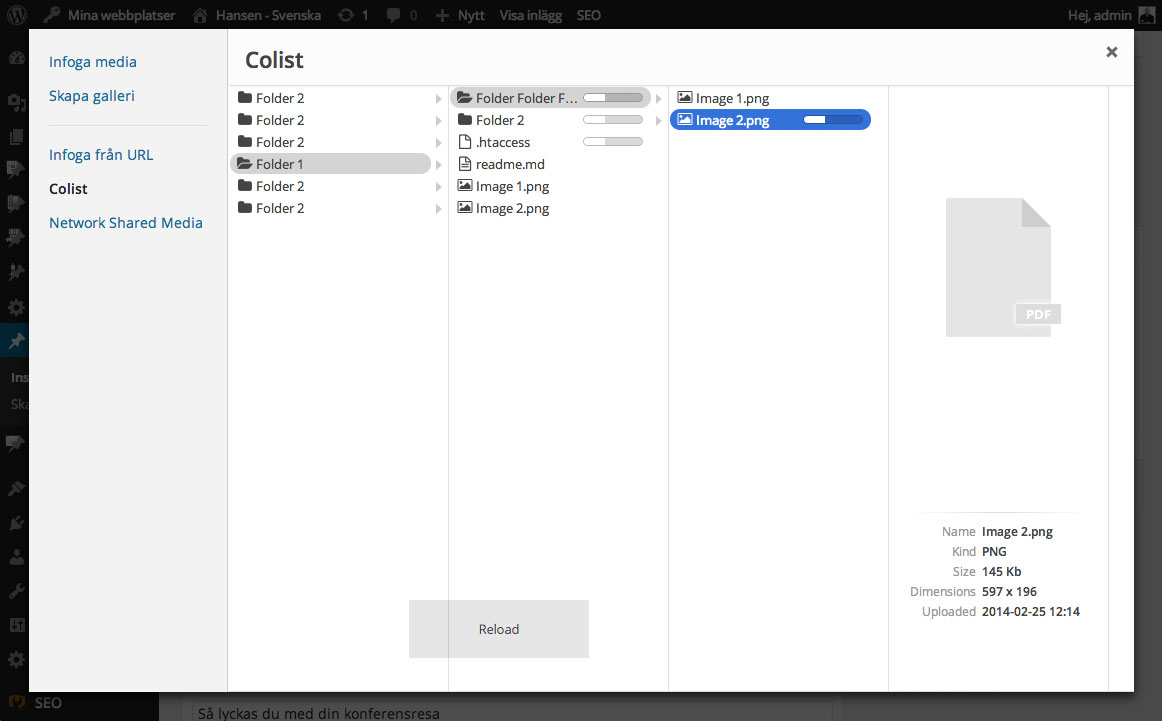 Mina webbplatser Hansen - Svenska 1 0 Nytt Visa inlägg SEO Hej, admin
Infoga media
Skapa galleri
Infoga från URL
Colist
Network Shared Media
Colist
Folder 2
Folder 2
Folder 2
Folder 1
Folder 2
Folder 2
Folder Folder F...
Folder 2
.htaccess
readme.md
Image 1.png
Image 2.png
Image 1.png
Image 2.png
PDF
Name Image 2.png
Kind PNG
Size 145 Kb
Dimensions 597 x 196
Uploaded 2014-02-25 12:14
Reload
Ins
Ska
SEO
Så lyckas du med din konferensresa